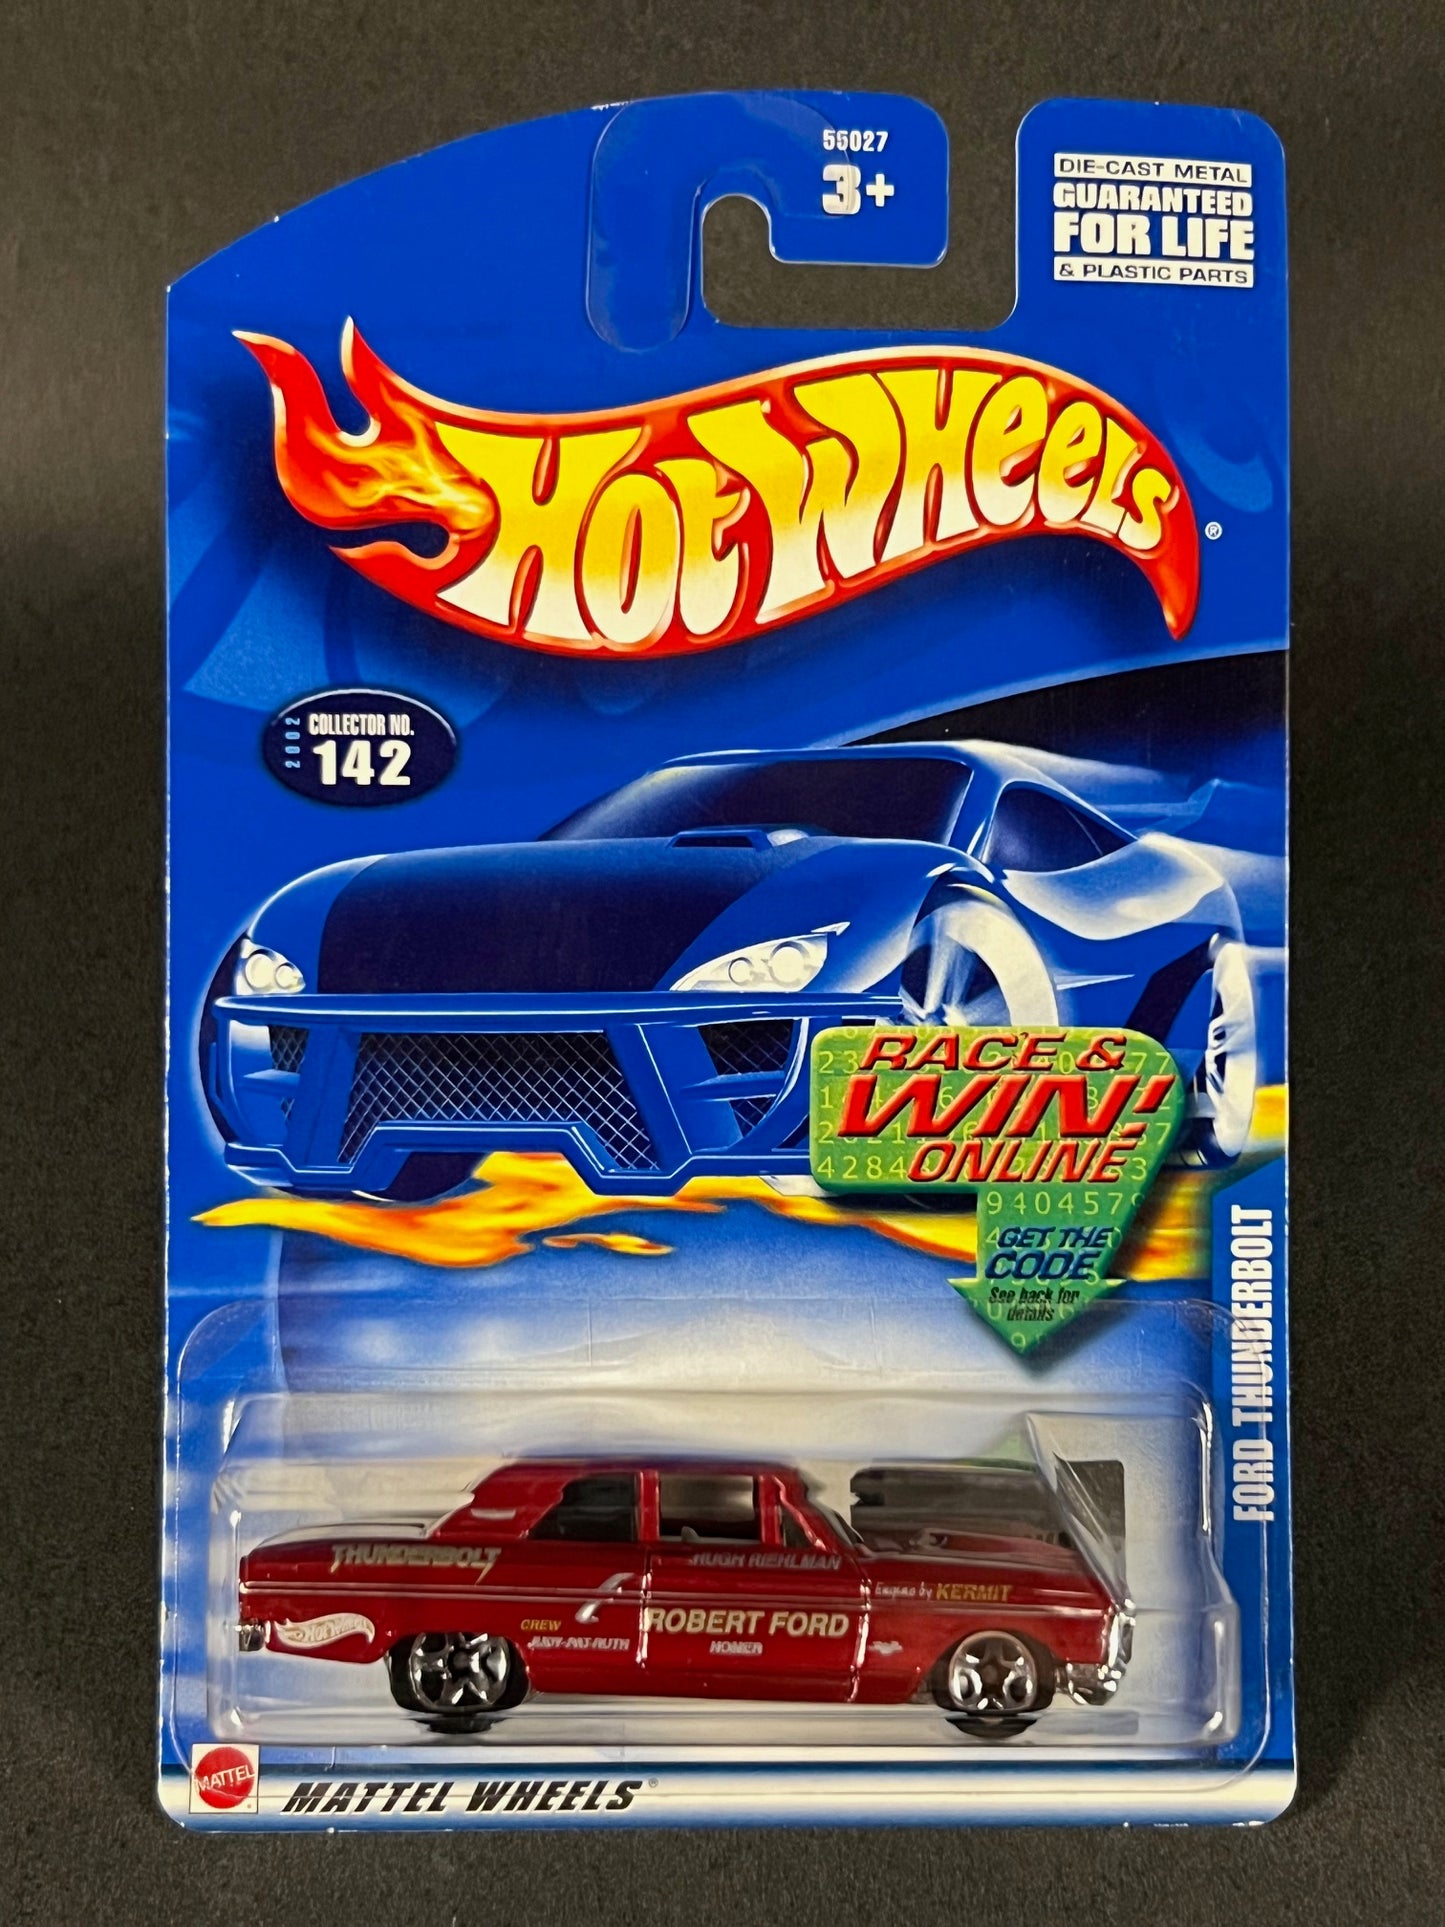 55027
3+
DIE-CAST METAL
GUARANTEED
FOR LIFE
& PLASTIC PARTS
HOT WHEELS ®
2002
COLLECTOR NO.
142
RACE &
WIN!
ONLINE
94045
GET THE
CODE
See back for
details
FORD THUNDERBOLT
THUNDERBOLT
HUGH RIEHLMAN
KERMIT
CREW
ROBERT FORD
HOMER
HOT WHEELS
MATTEL
MATTEL WHEELS